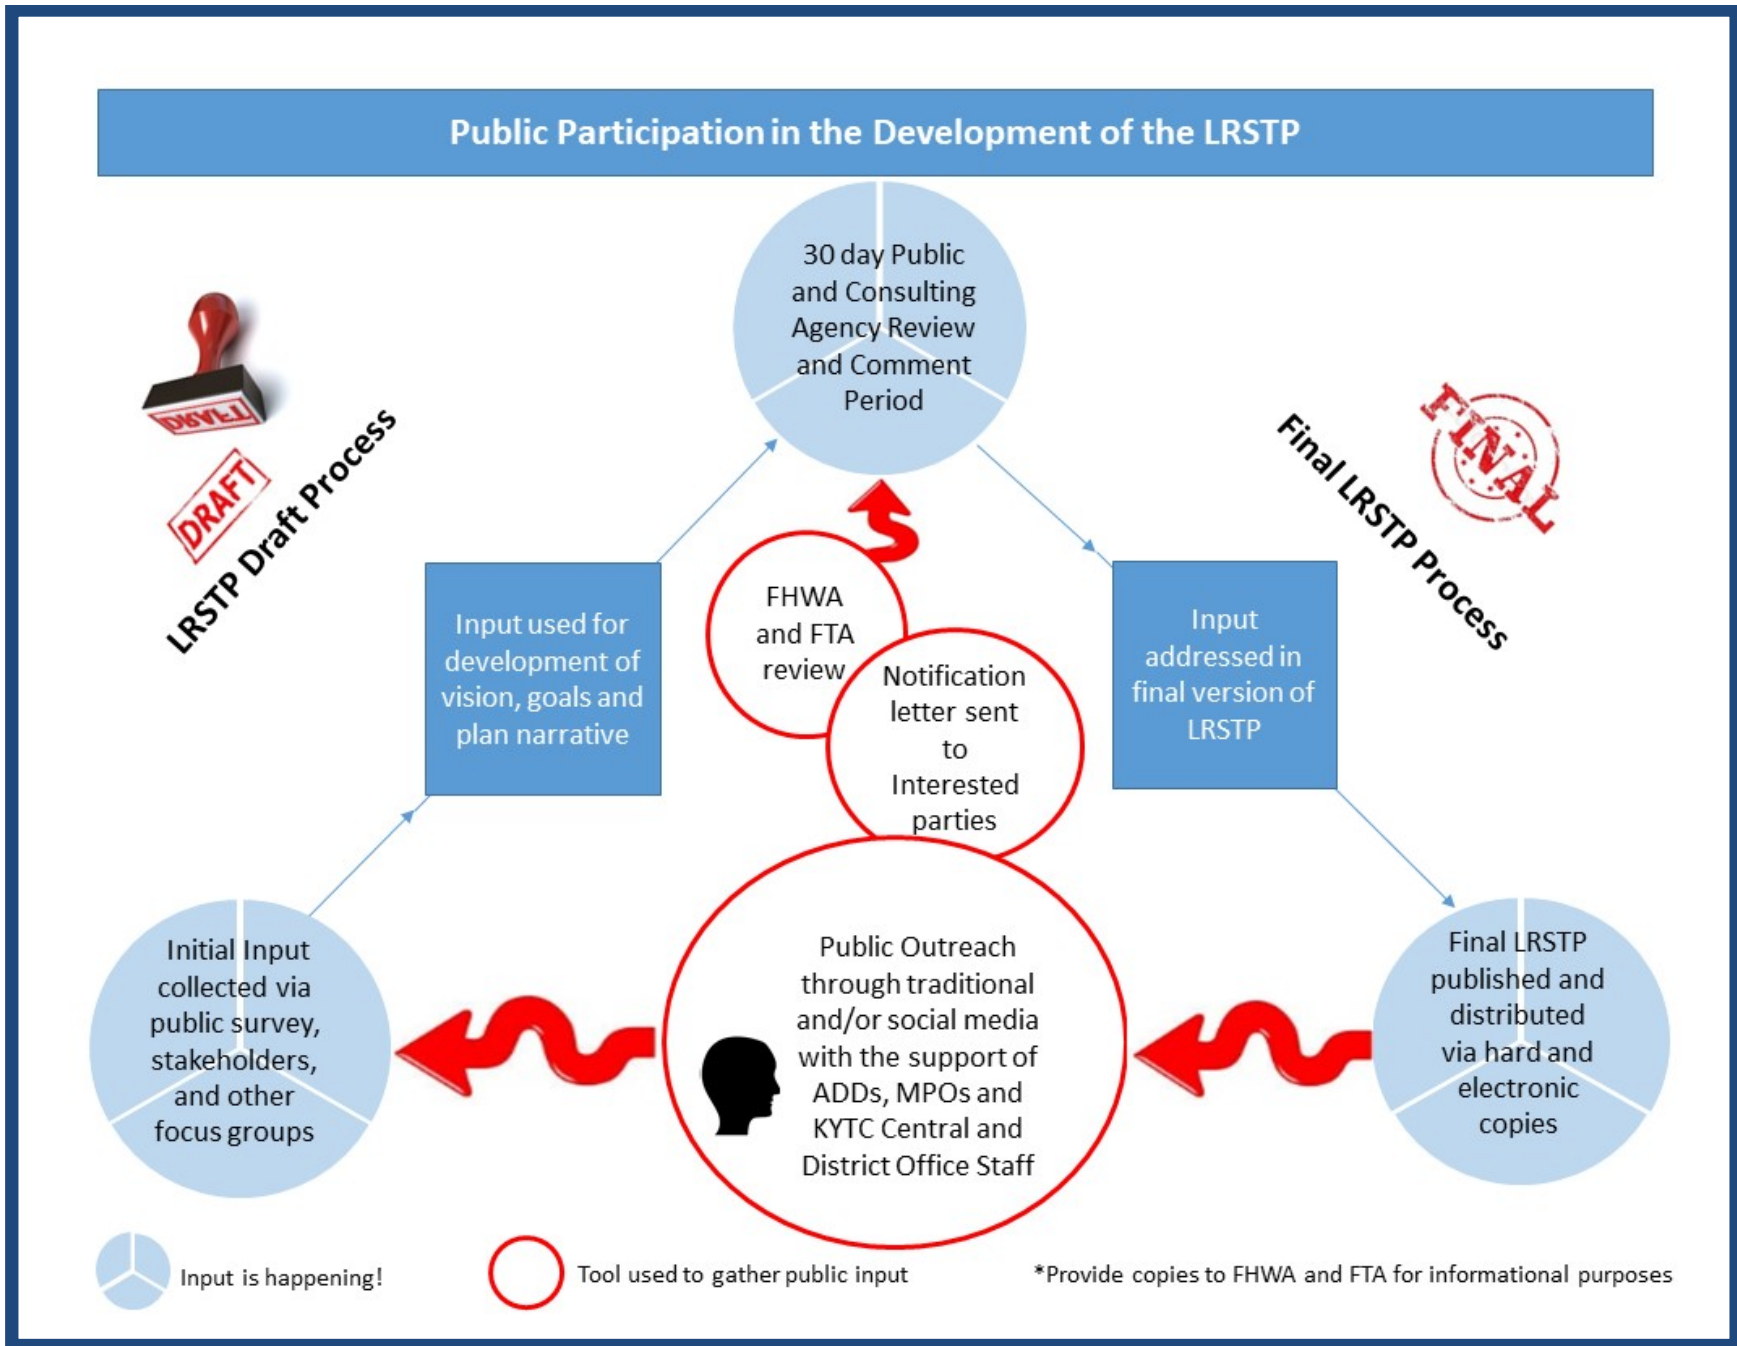 Public Participation in the Development of the LRSTP
30 day Public
and Consulting
Agency Review
and Comment
Period
DRAFT
DRAFT
LRSTP Draft Process
FINAL
Final LRSTP Process
FHWA
and FTA
review
Input used for
development of
vision, goals and
plan narrative
Notification
letter sent
to
Interested
parties
Input
addressed in
final version of
LRSTP
Initial Input
collected via
public survey,
stakeholders,
and other
focus groups
Public Outreach
through traditional
and/or social media
with the support of
ADDs, MPOs and
KYTC Central and
District Office Staff
Final LRSTP
published and
distributed
via hard and
electronic
copies
Input is happening!
Tool used to gather public input
*Provide copies to FHWA and FTA for informational purposes